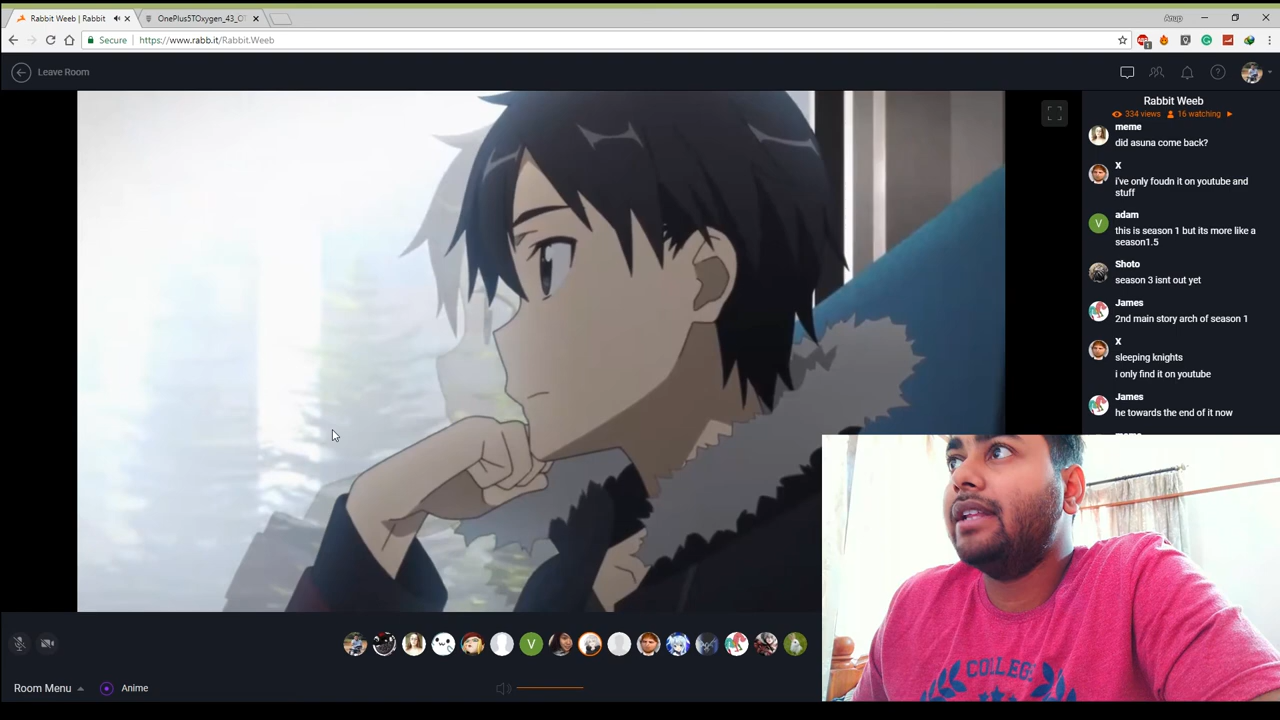 Rabbit Weeb | Rabbit
OnePlus5TOxygen_43_OT
Anup
Secure
https://www.rabb.it/Rabbit.Weeb
1
Leave Room
Rabbit Weeb
334 views
16 watching
meme
did asuna come back?
X
i've only foudn it on youtube and
stuff
adam
V
this is season 1 but its more like a
season1.5
Shoto
season 3 isnt out yet
James
2nd main story arch of season 1
X
sleeping knights
i only find it on youtube
James
he towards the end of it now
V
Room Menu
Anime
COLLEGE